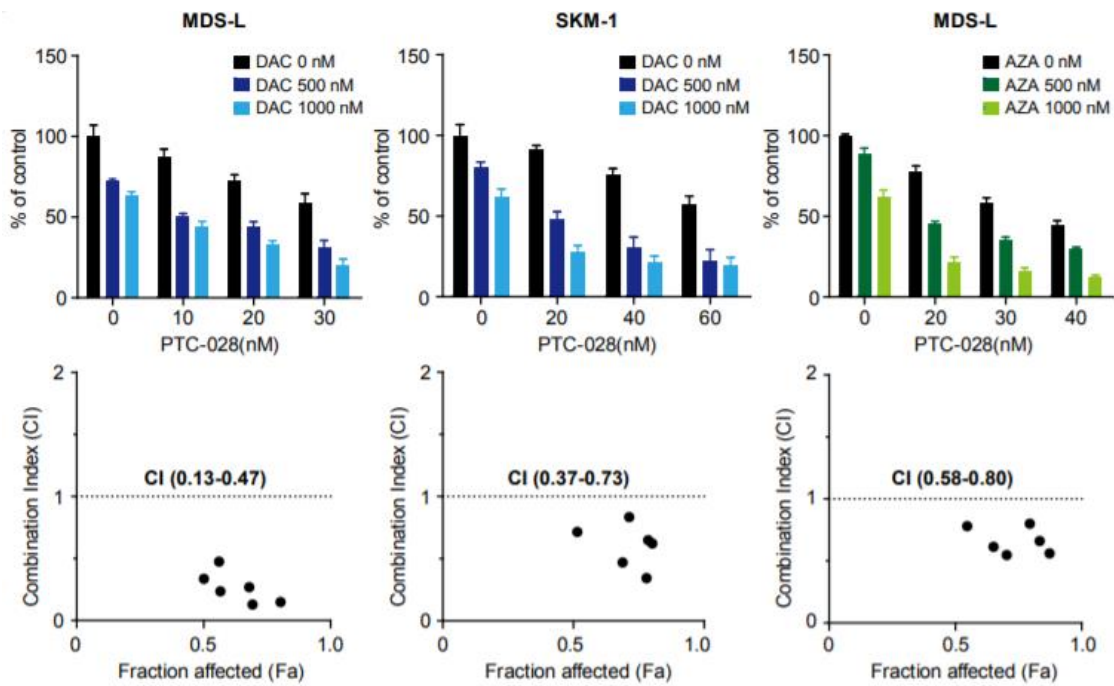 MDS-L
DAC 0 nM
DAC 500 nM
DAC 1000 nM
% of control
100
50
0
0 10 20 30
PTC-028(nM)
SKM-1
DAC 0 nM
DAC 500 nM
DAC 1000 nM
% of control
100
50
0
0 20 40 60
PTC-028(nM)
MDS-L
AZA 0 nM
AZA 500 nM
AZA 1000 nM
% of control
100
50
0
0 20 30 40
PTC-028(nM)
Combination Index (CI)
2
1
0
CI (0.13-0.47)
0 0.5 1.0
Fraction affected (Fa)
Combination Index (CI)
2
1
0
CI (0.37-0.73)
0 0.5 1.0
Fraction affected (Fa)
Combination Index (CI)
2
1
0
CI (0.58-0.80)
0 0.5 1.0
Fraction affected (Fa)